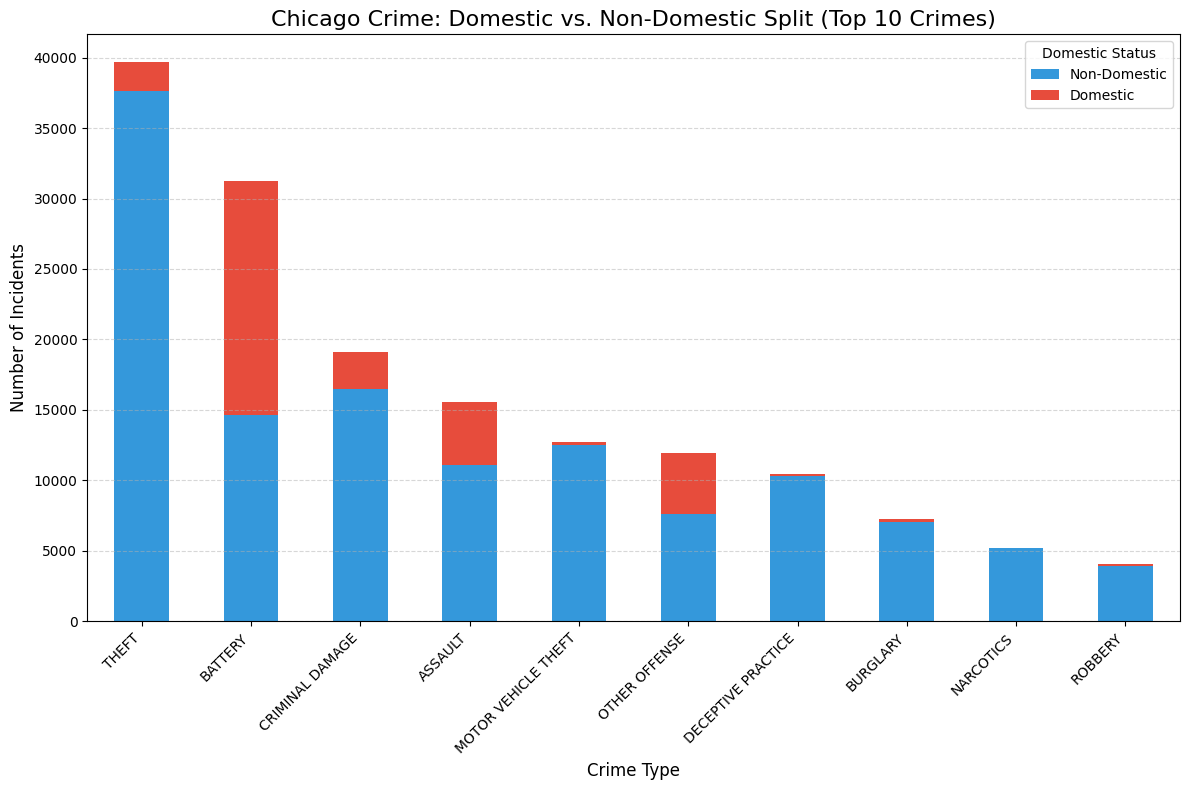 Chicago Crime: Domestic vs. Non-Domestic Split (Top 10 Crimes)
Domestic Status
Non-Domestic
Domestic
Number of Incidents
40000
35000
30000
25000
20000
15000
10000
5000
0
THEFT
BATTERY
CRIMINAL DAMAGE
ASSAULT
MOTOR VEHICLE THEFT
OTHER OFFENSE
DECEPTIVE PRACTICE
BURGLARY
NARCOTICS
ROBBERY
Crime Type